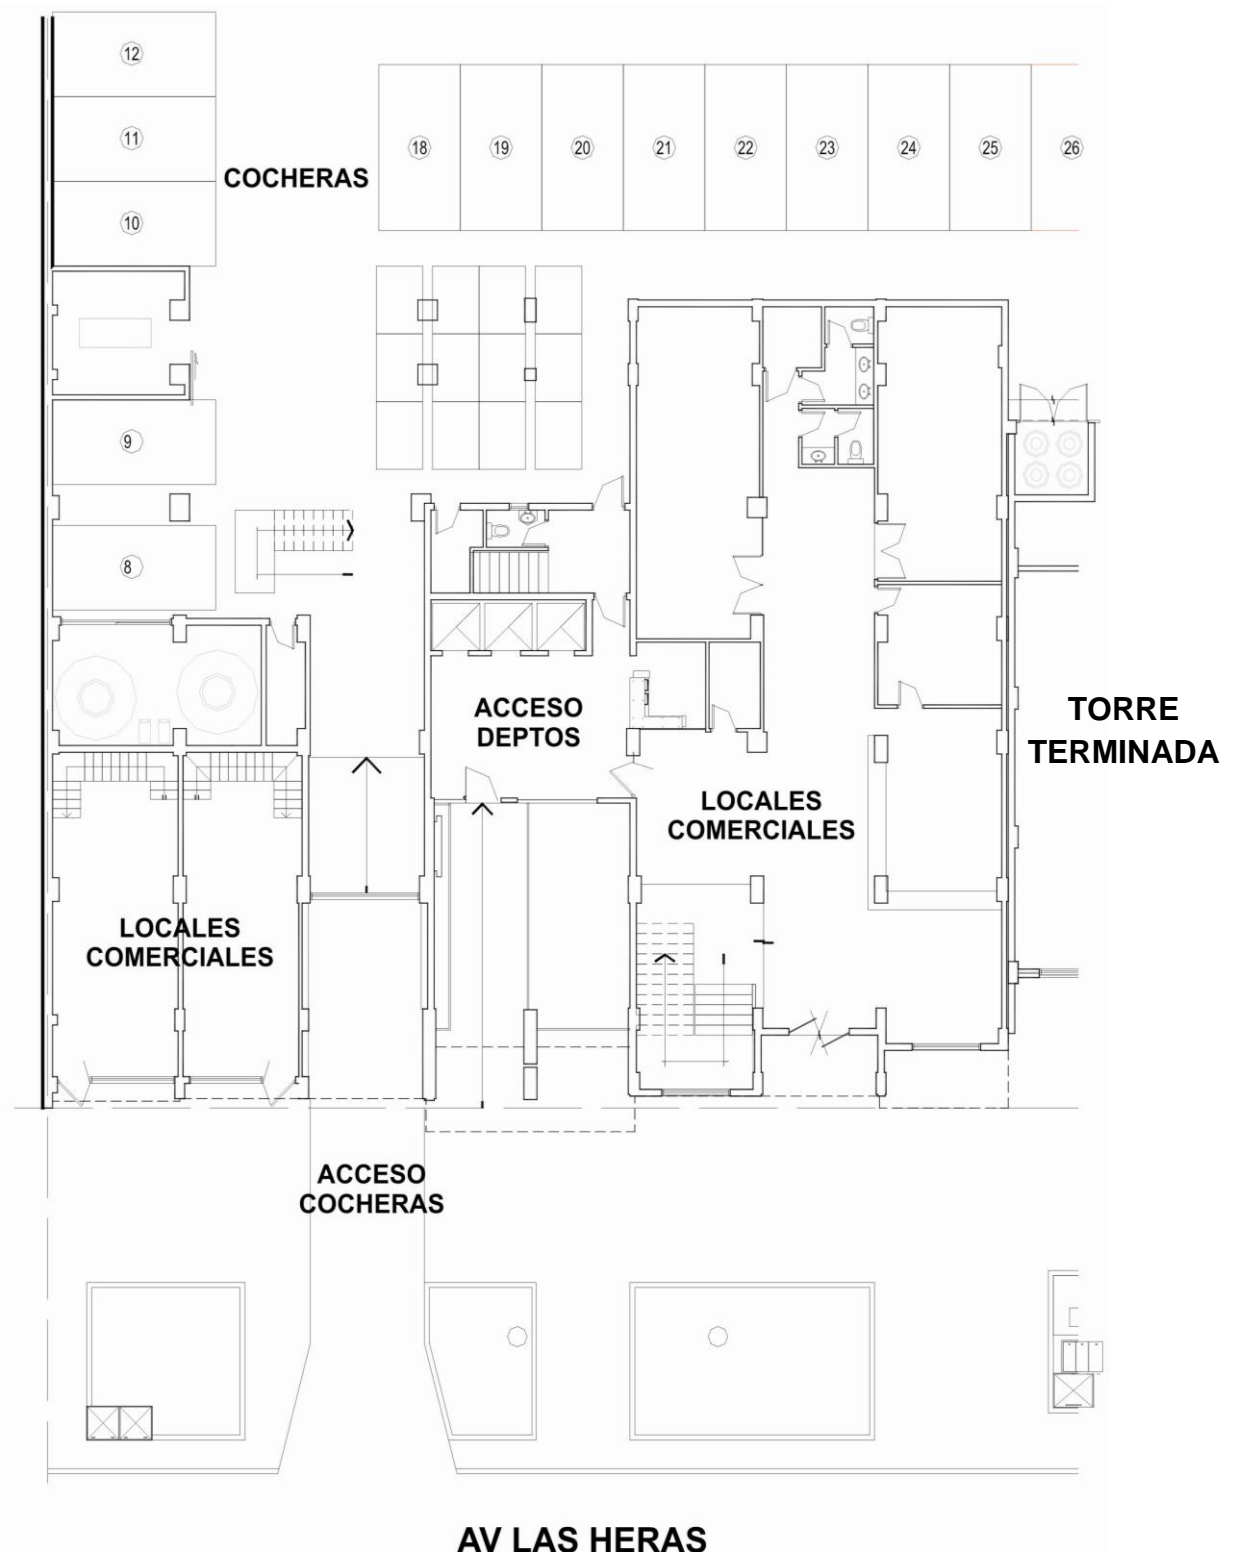 12
11
10
COCHERAS
18
19
20
21
22
23
24
25
26
9
8
ACCESO
DEPTOS
TORRE
TERMINADA
LOCALES
COMERCIALES
LOCALES
COMERCIALES
ACCESO
COCHERAS
AV LAS HERAS